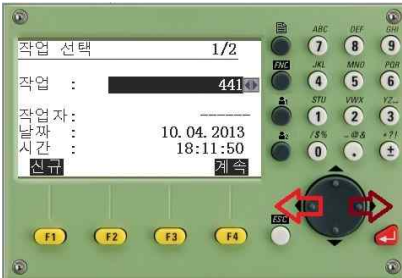 작업 선택 1/2
작업 : 441
작업자: ------
날짜 : 10.04.2013
시간 : 18:11:50
신규 계속
F1 F2 F3 F4
FNC
ESC
ABC DEF GHI
7 8 9
JKL MNO PQR
4 5 6
STU VWX YZ...
1 2 3
/$% _@& *?!
0 . ±